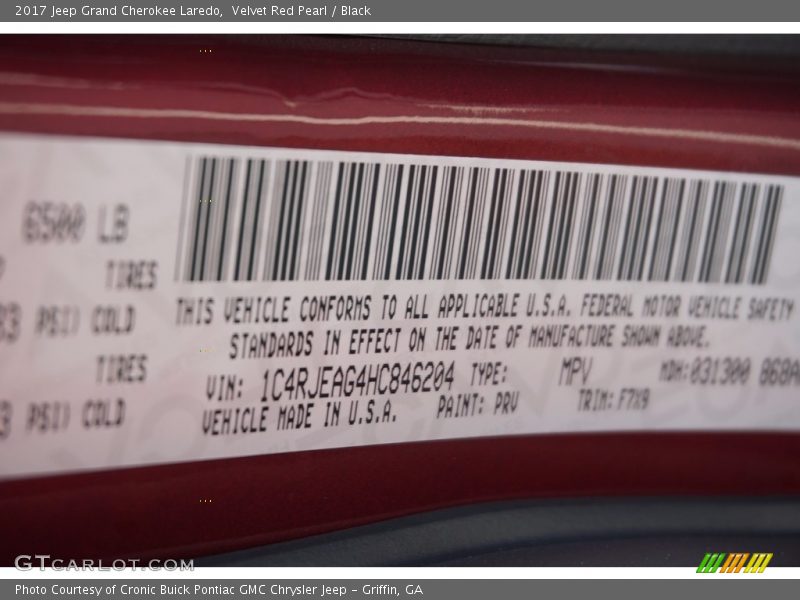 2017 Jeep Grand Cherokee Laredo, Velvet Red Pearl / Black
6500 LB
TIRES
PSI) COLD
TIRES
PSI) COLD
THIS VEHICLE CONFORMS TO ALL APPLICABLE U.S.A. FEDERAL MOTOR VEHICLE SAFETY
STANDARDS IN EFFECT ON THE DATE OF MANUFACTURE SHOWN ABOVE.
VIN: 1C4RJEAG4HC846204 TYPE: MPV MDH:031300 868A
VEHICLE MADE IN U.S.A. PAINT: PRV TRIM: F7X9
GTCARLOT.COM
Photo Courtesy of Cronic Buick Pontiac GMC Chrysler Jeep - Griffin, GA